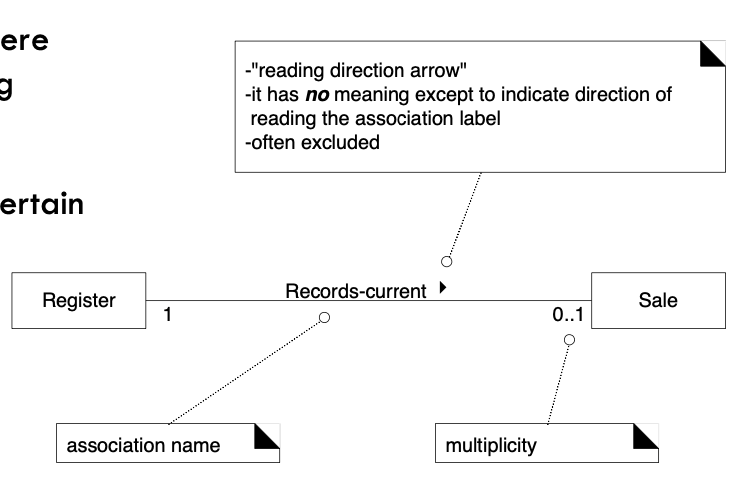 ere
g
ertain
-"reading direction arrow"
-it has no meaning except to indicate direction of
reading the association label
-often excluded
Register
1
Records-current
0..1
Sale
association name
multiplicity